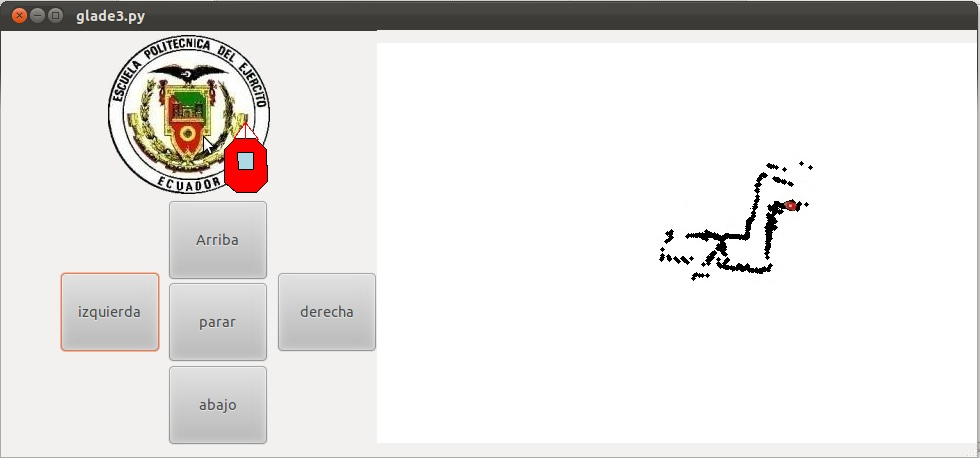 glade3.py
ESCUELA POLITECNICA DEL EJERCITO
ECUADOR
Arriba
izquierda
parar
derecha
abajo